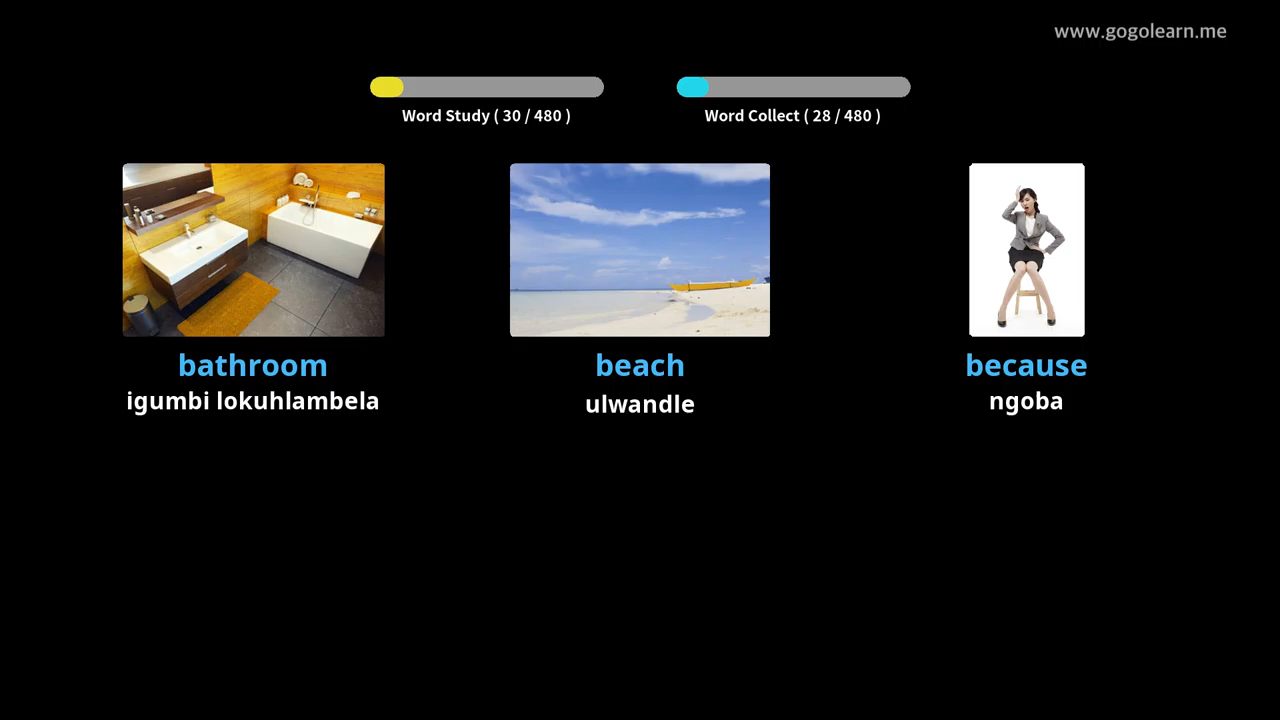 www.gogolearn.me
Word Study ( 30 / 480 )
Word Collect ( 28 / 480 )
bathroom
igumbi lokuhlambela
beach
ulwandle
because
ngoba